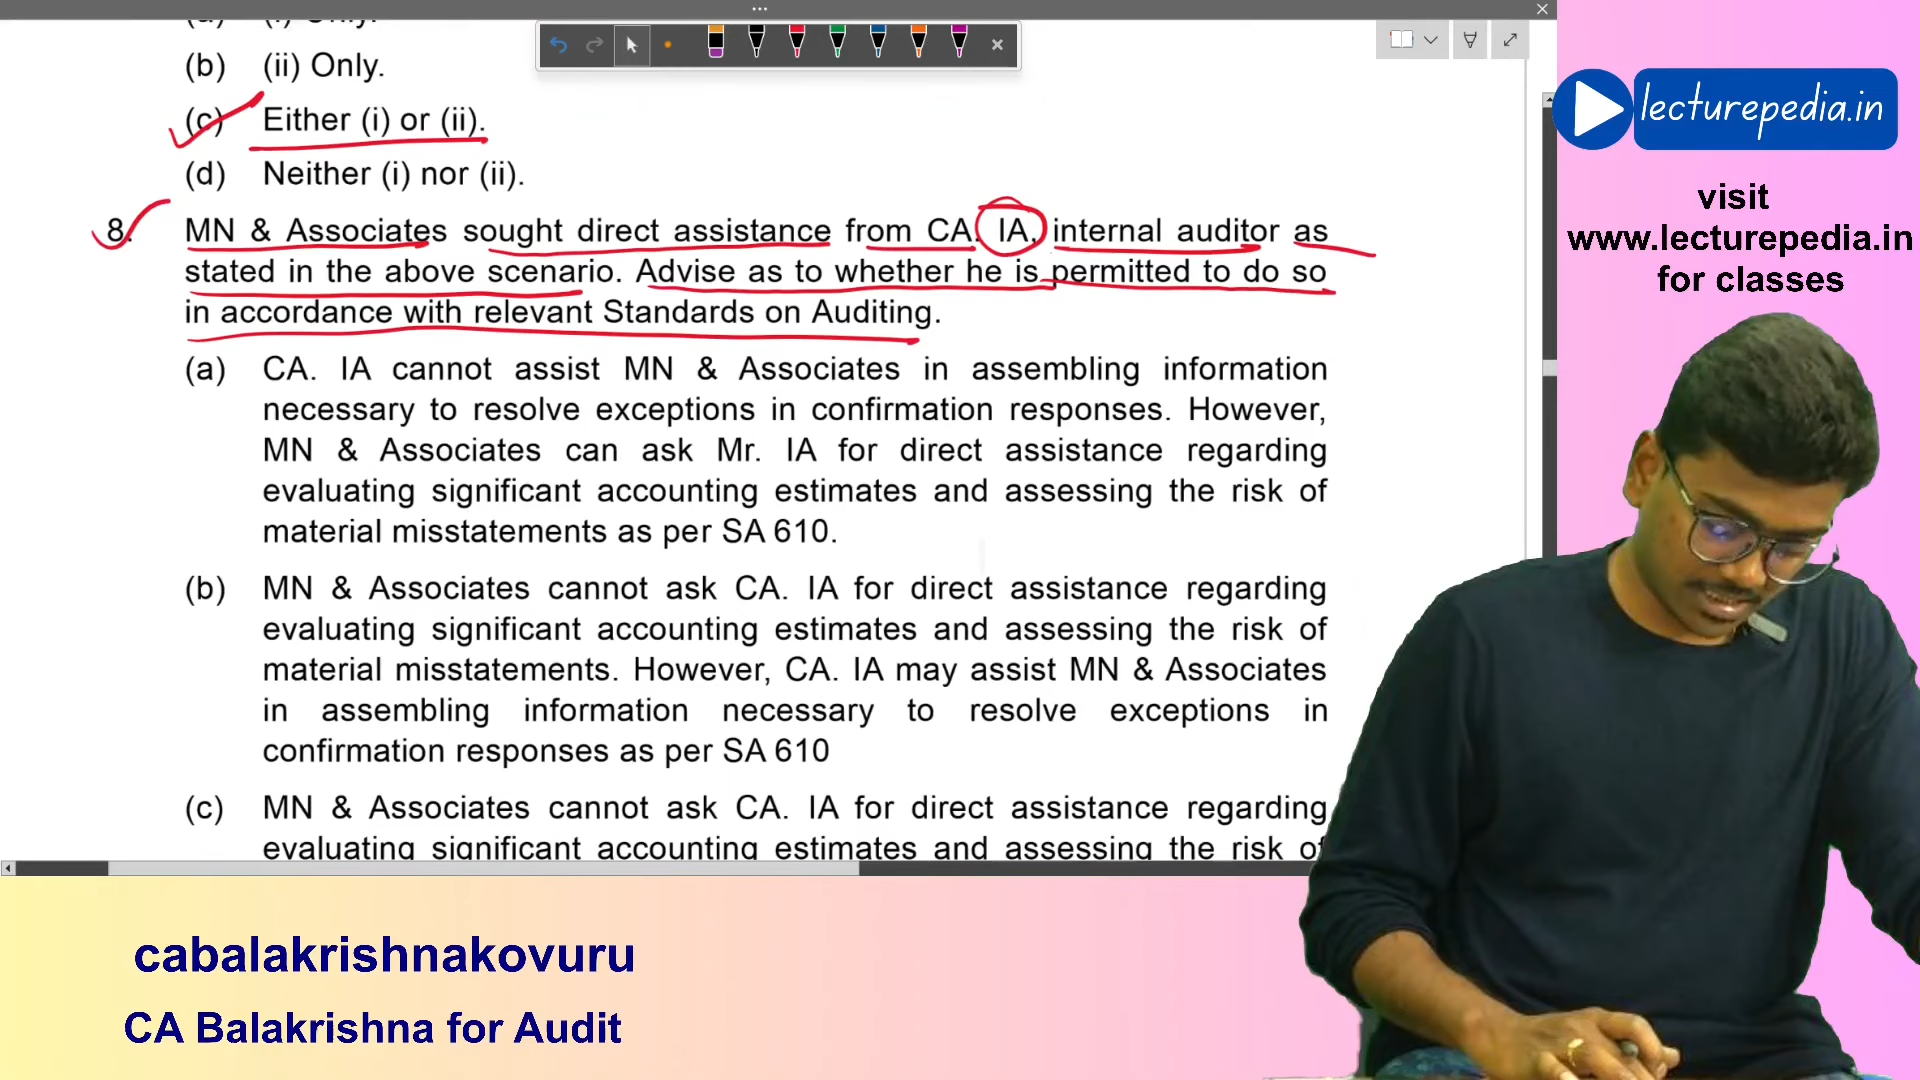 (a) (i) Only.
(b) (ii) Only.
(c) Either (i) or (ii).
(d) Neither (i) nor (ii).
8. MN & Associates sought direct assistance from CA. IA, internal auditor as
stated in the above scenario. Advise as to whether he is permitted to do so
in accordance with relevant Standards on Auditing.
(a) CA. IA cannot assist MN & Associates in assembling information
necessary to resolve exceptions in confirmation responses. However,
MN & Associates can ask Mr. IA for direct assistance regarding
evaluating significant accounting estimates and assessing the risk of
material misstatements as per SA 610.
(b) MN & Associates cannot ask CA. IA for direct assistance regarding
evaluating significant accounting estimates and assessing the risk of
material misstatements. However, CA. IA may assist MN & Associates
in assembling information necessary to resolve exceptions in
confirmation responses as per SA 610
(c) MN & Associates cannot ask CA. IA for direct assistance regarding
evaluating significant accounting estimates and assessing the risk of
lecturepedia.in
visit
www.lecturepedia.in
for classes
cabalakrishnakovuru
CA Balakrishna for Audit